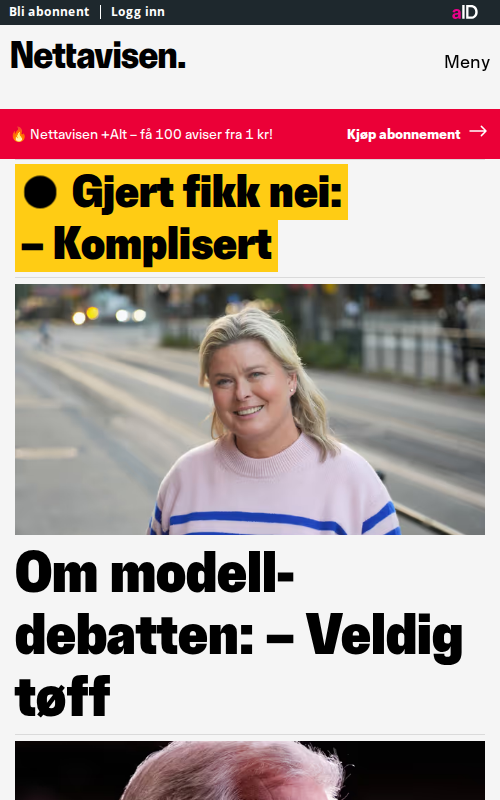 Bli abonnent | Logg inn
aID
Nettavisen.
Meny
🔥 Nettavisen +Alt – få 100 aviser fra 1 kr!
Kjøp abonnement →
Gjert fikk nei:
– Komplisert
Om modell-
debatten: – Veldig
tøff